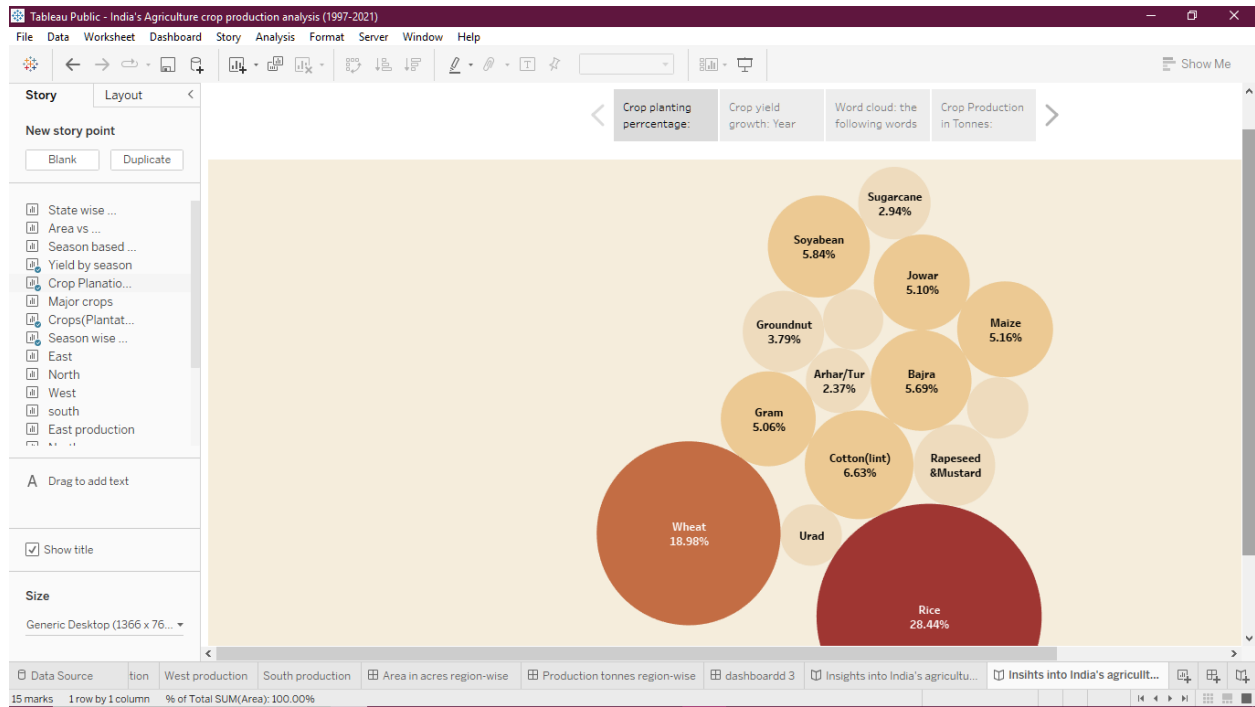 Tableau Public - India's Agriculture crop production analysis (1997-2021)
File Data Worksheet Dashboard Story Analysis Format Server Window Help
Show Me
Story Layout
New story point
Blank Duplicate
State wise ...
Area vs ...
Season based ...
Yield by season
Crop Planatio...
Major crops
Crops(Plantat...
Season wise ...
East
North
West
south
East production
A Drag to add text
Show title
Size
Generic Desktop (1366 x 76...
Crop planting
perrcentage:
Crop yield
growth: Year
Word cloud: the
following words
Crop Production
in Tonnes:
Sugarcane
2.94%
Soyabean
5.84%
Jowar
5.10%
Maize
5.16%
Groundnut
3.79%
Arhar/Tur
2.37%
Bajra
5.69%
Gram
5.06%
Cotton(lint)
6.63%
Rapeseed
&Mustard
Wheat
18.98%
Urad
Rice
28.44%
Data Source tion West production South production Area in acres region-wise Production tonnes region-wise dashboardd 3 Insights into India's agricultu... Insihts into India's agricullt...
15 marks 1 row by 1 column % of Total SUM(Area): 100.00%